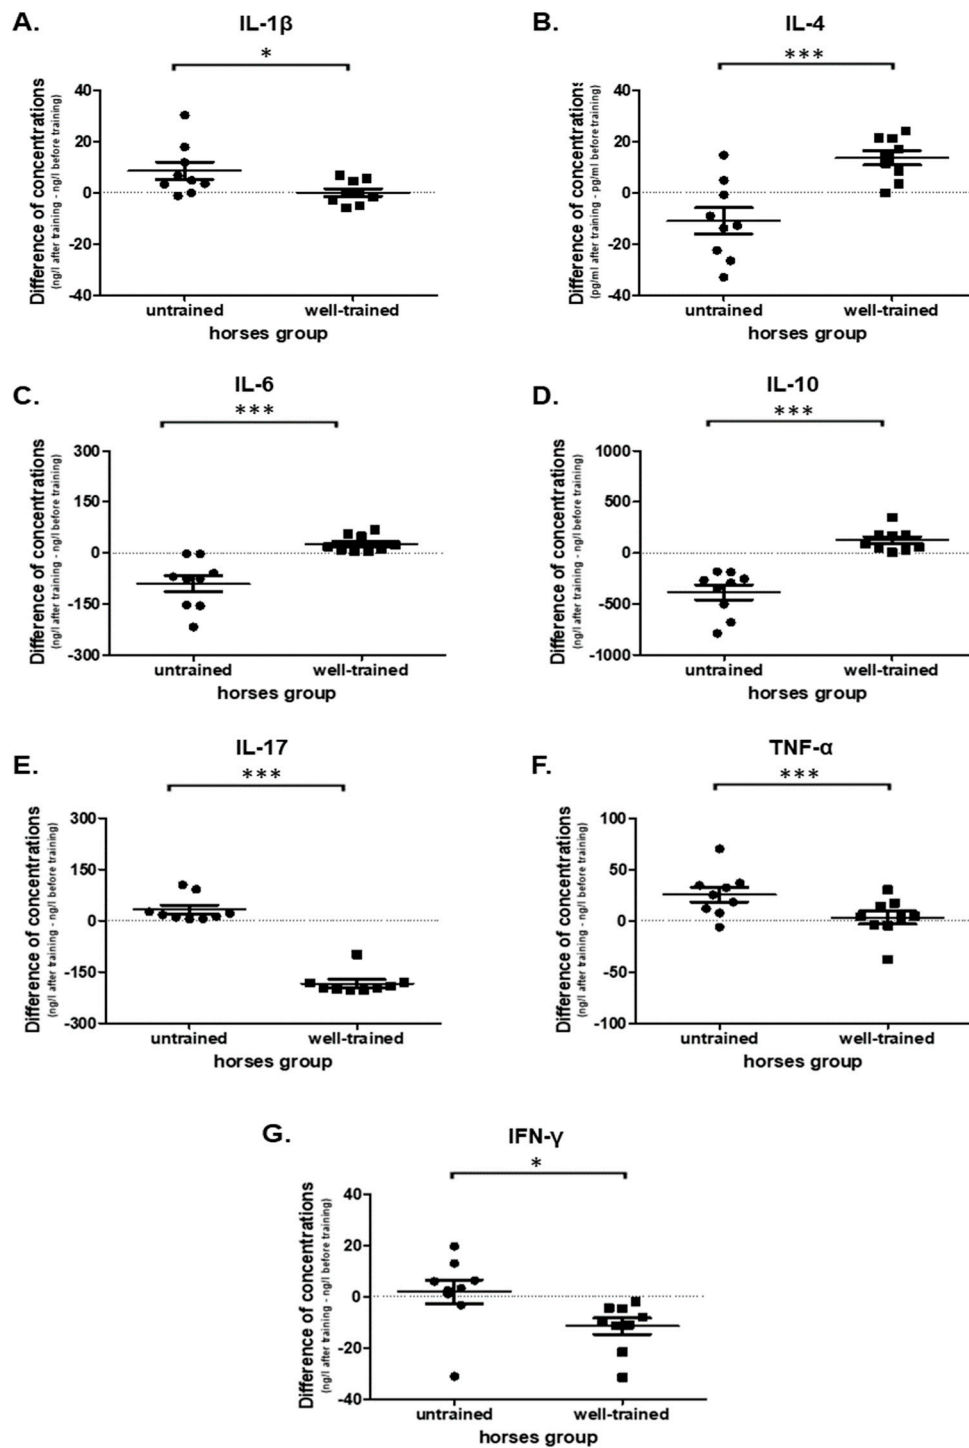 A.
IL-1β
*
Difference of concentrations
(ng/l after training - ng/l before training)
40
20
0
-20
-40
untrained
well-trained
horses group
B.
IL-4
***
Difference of concentrations
(pg/ml after training - pg/ml before training)
40
20
0
-20
-40
untrained
well-trained
horses group
C.
IL-6
***
Difference of concentrations
(ng/l after training - ng/l before training)
300
150
0
-150
-300
untrained
well-trained
horses group
D.
IL-10
***
Difference of concentrations
(ng/l after training - ng/l before training)
1000
500
0
-500
-1000
untrained
well-trained
horses group
E.
IL-17
***
Difference of concentrations
(ng/l after training - ng/l before training)
300
150
0
-150
-300
untrained
well-trained
horses group
F.
TNF-α
***
Difference of concentrations
(ng/l after training - ng/l before training)
100
50
0
-50
-100
untrained
well-trained
horses group
G.
IFN-γ
*
Difference of concentrations
(ng/l after training - ng/l before training)
40
20
0
-20
-40
untrained
well-trained
horses group